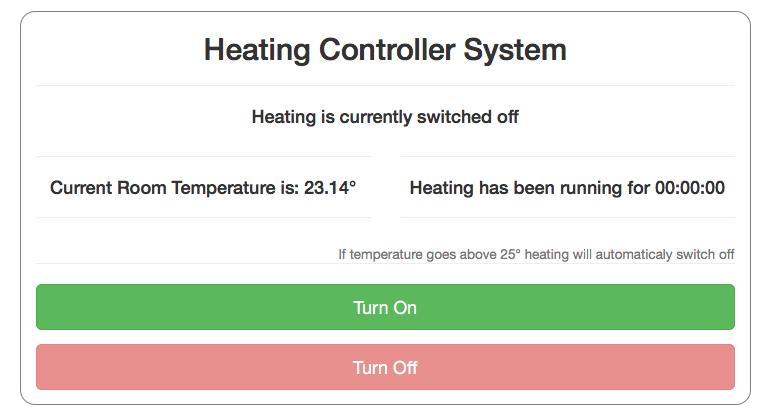 Heating Controller System
Heating is currently switched off
Current Room Temperature is: 23.14°
Heating has been running for 00:00:00
If temperature goes above 25° heating will automaticaly switch off
Turn On
Turn Off